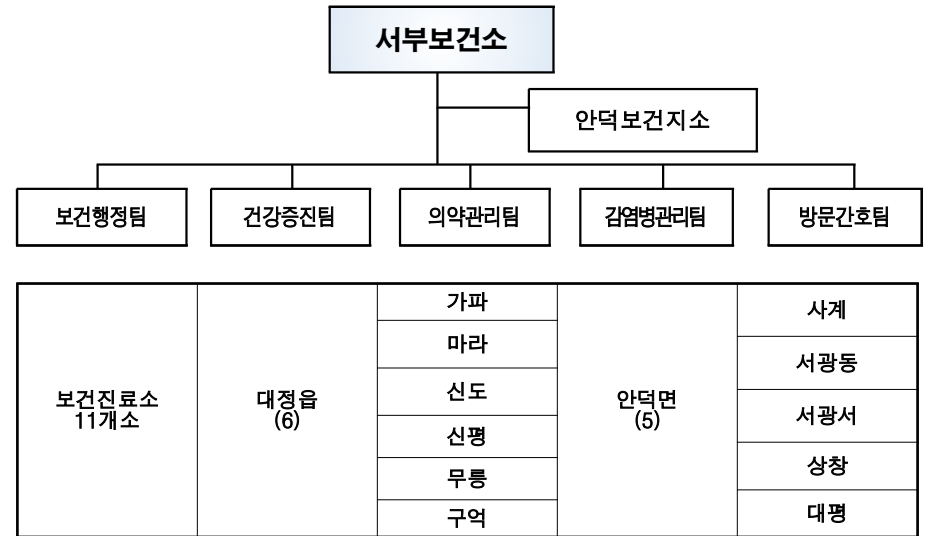 서부보건소
안덕보건지소
보건행정팀
건강증진팀
의약관리팀
감염병관리팀
방문간호팀
보건진료소
11개소
대정읍
(6)
가파
마라
신도
신평
무릉
구억
안덕면
(5)
사계
서광동
서광서
상창
대평